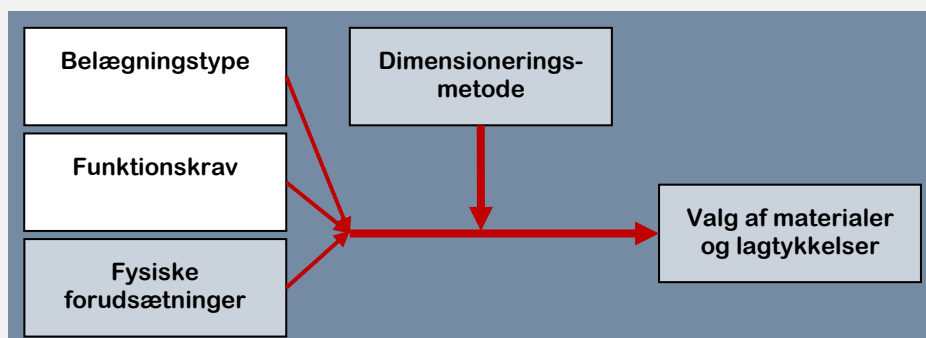 Belægningstype
Dimensionerings-
metode
Funktionskrav
Valg af materialer
og lagtykkelser
Fysiske
forudsætninger